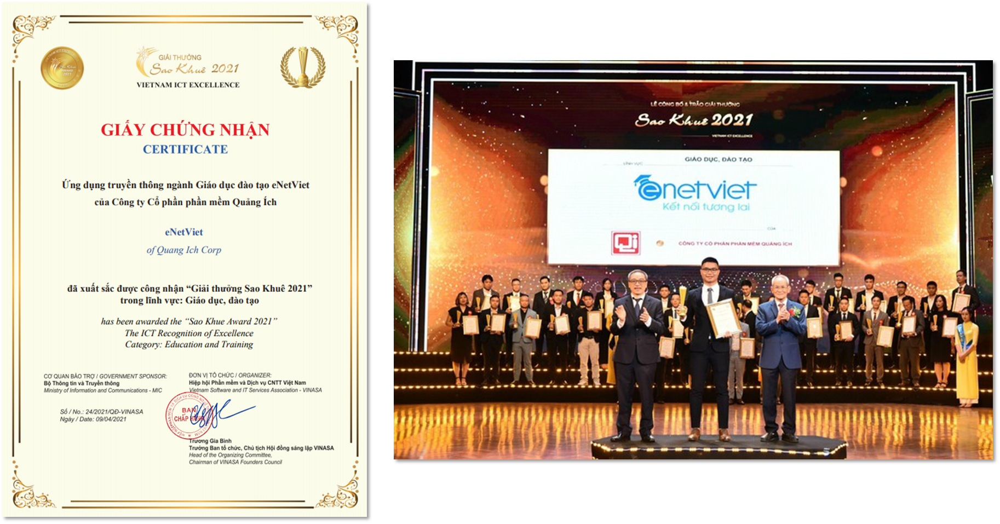 GIẢI THƯỞNG
Sao Khuê 2021
VIETNAM ICT EXCELLENCE
GIẤY CHỨNG NHẬN
CERTIFICATE
Ứng dụng truyền thông ngành Giáo dục đào tạo eNetViet
của Công ty Cổ phần phần mềm Quảng Ích
eNetViet
of Quang Ich Corp
đã xuất sắc được công nhận “Giải thưởng Sao Khuê 2021”
trong lĩnh vực: Giáo dục, đào tạo
has been awarded the “Sao Khue Award 2021”
The ICT Recognition of Excellence
Category: Education and Training
CƠ QUAN BẢO TRỢ / GOVERNMENT SPONSOR:
Bộ Thông tin và Truyền thông
Ministry of Information and Communications - MIC
ĐƠN VỊ TỔ CHỨC / ORGANIZER:
Hiệp hội Phần mềm và Dịch vụ CNTT Việt Nam
Vietnam Software and IT Services Association - VINASA
Số / No.: 24/2021/QĐ-VINASA
Ngày / Date: 09/04/2021
BAN
CHẤP HÀNH
Trương Gia Bình
Trưởng Ban tổ chức, Chủ tịch Hội đồng sáng lập VINASA
Head of the Organizing Committee,
Chairman of VINASA Founders Council
LỄ CÔNG BỐ & TRAO GIẢI THƯỞNG
Sao Khuê 2021
VIETNAM ICT EXCELLENCE
LĨNH VỰC
GIÁO DỤC, ĐÀO TẠO
enetviet
Kết nối tương lai
CỦA
Qi
CÔNG TY CỔ PHẦN PHẦN MỀM QUẢNG ÍCH